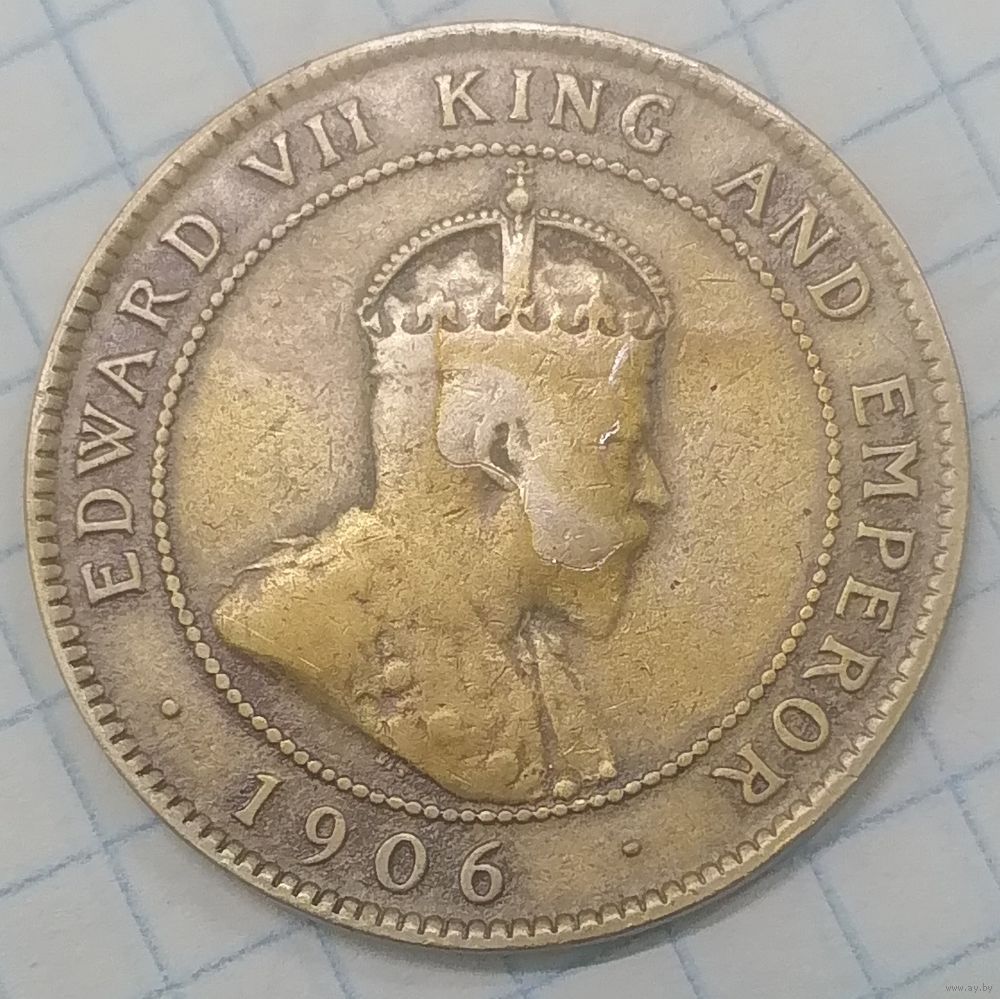 EDWARD VII KING AND EMPEROR
· 1906 ·
www.ay.by